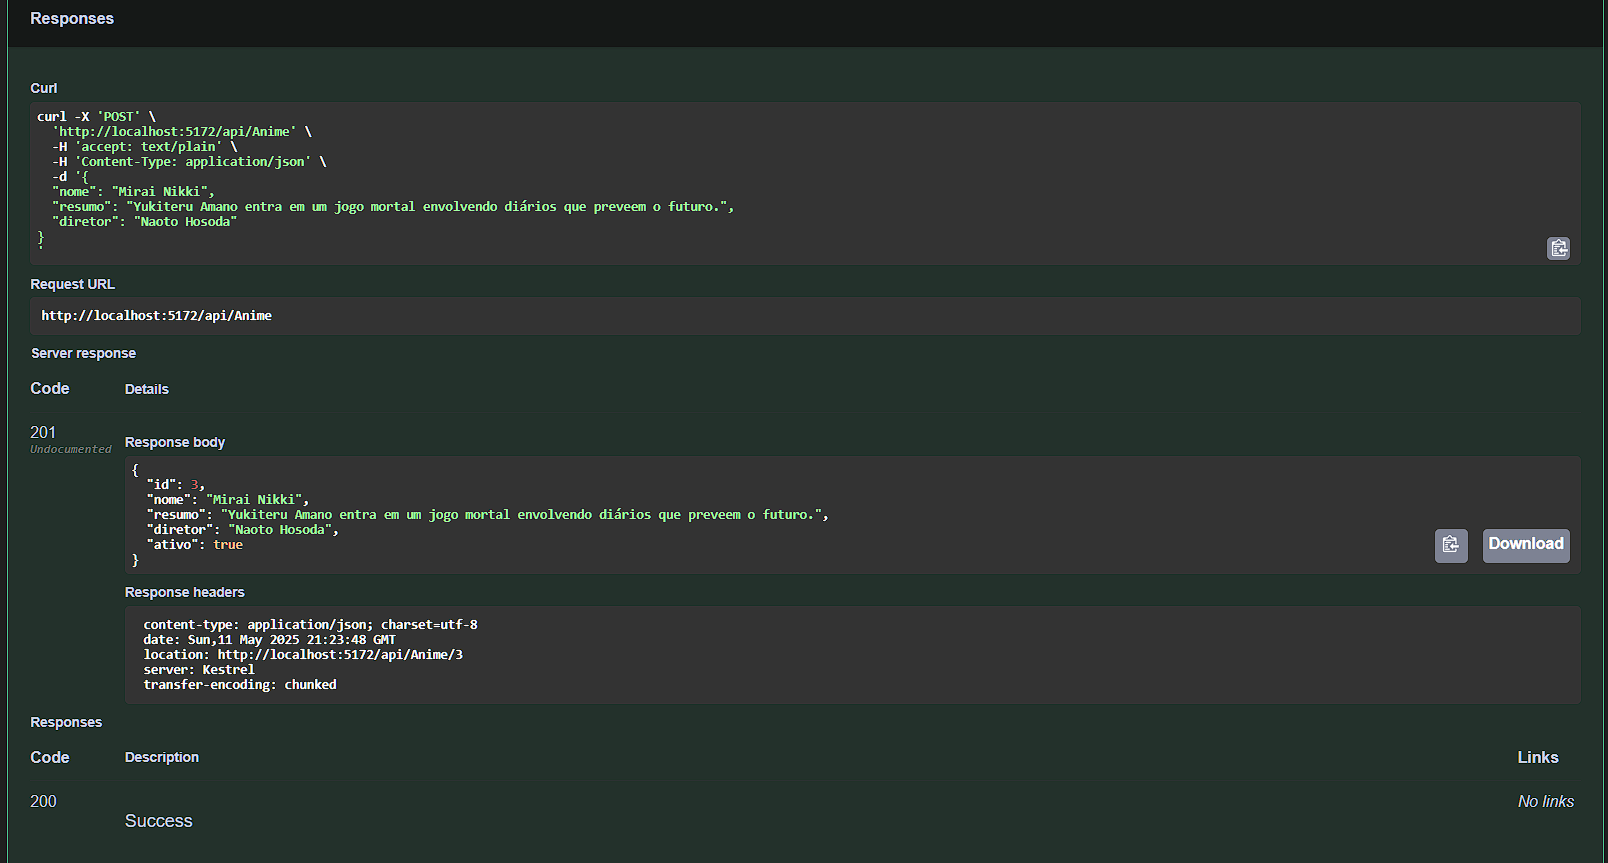 Responses
Curl
curl -X 'POST' \
  'http://localhost:5172/api/Anime' \
  -H 'accept: text/plain' \
  -H 'Content-Type: application/json' \
  -d '{
  "nome": "Mirai Nikki",
  "resumo": "Yukiteru Amano entra em um jogo mortal envolvendo diários que preveem o futuro.",
  "diretor": "Naoto Hosoda"
}
'
Request URL
http://localhost:5172/api/Anime
Server response
Code Details
201
Undocumented
Response body
{
  "id": 3,
  "nome": "Mirai Nikki",
  "resumo": "Yukiteru Amano entra em um jogo mortal envolvendo diários que preveem o futuro.",
  "diretor": "Naoto Hosoda",
  "ativo": true
}
Download
Response headers
content-type: application/json; charset=utf-8
date: Sun,11 May 2025 21:23:48 GMT
location: http://localhost:5172/api/Anime/3
server: Kestrel
transfer-encoding: chunked
Responses
Code Description Links
200 No links
Success